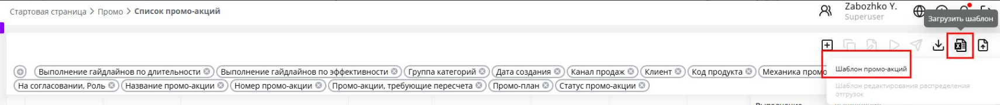 Стартовая страница > Промо > Список промо-акций
Zabozhko Y.
Superuser
Загрузить шаблон
Выполнение гайдлайнов по длительности
Выполнение гайдлайнов по эффективности
Группа категорий
Дата создания
Канал продаж
Клиент
Код продукта
Механика промо
Шаблон промо-акций
На согласовании, Роль
Название промо-акции
Номер промо-акции
Промо-акции, требующие пересчета
Промо-план
Статус промо-акции
Шаблон редактирования распределения
отгрузок